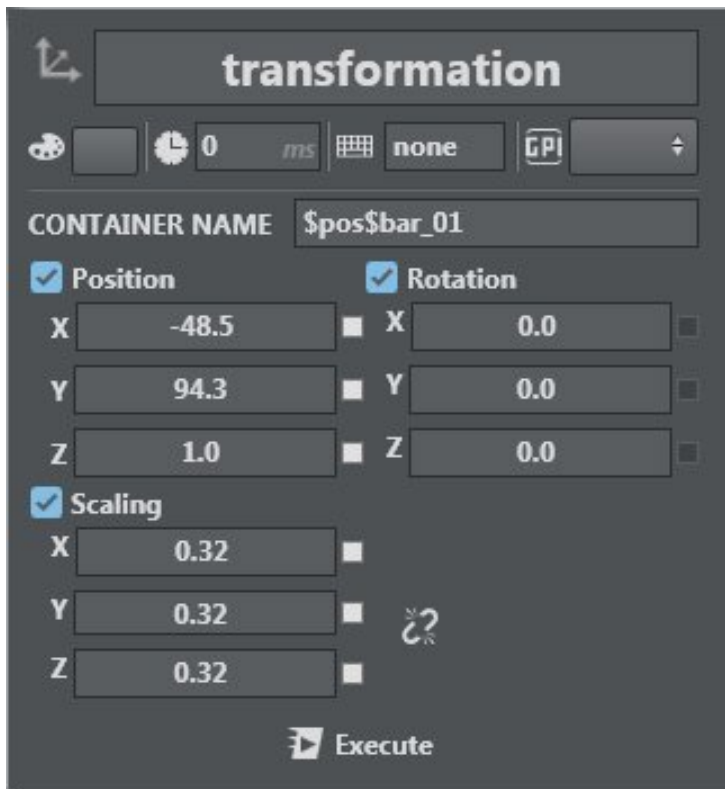 transformation
0 ms none GPI
CONTAINER NAME $pos$bar_01
Position Rotation
X -48.5 X 0.0
Y 94.3 Y 0.0
Z 1.0 Z 0.0
Scaling
X 0.32
Y 0.32
Z 0.32
Execute